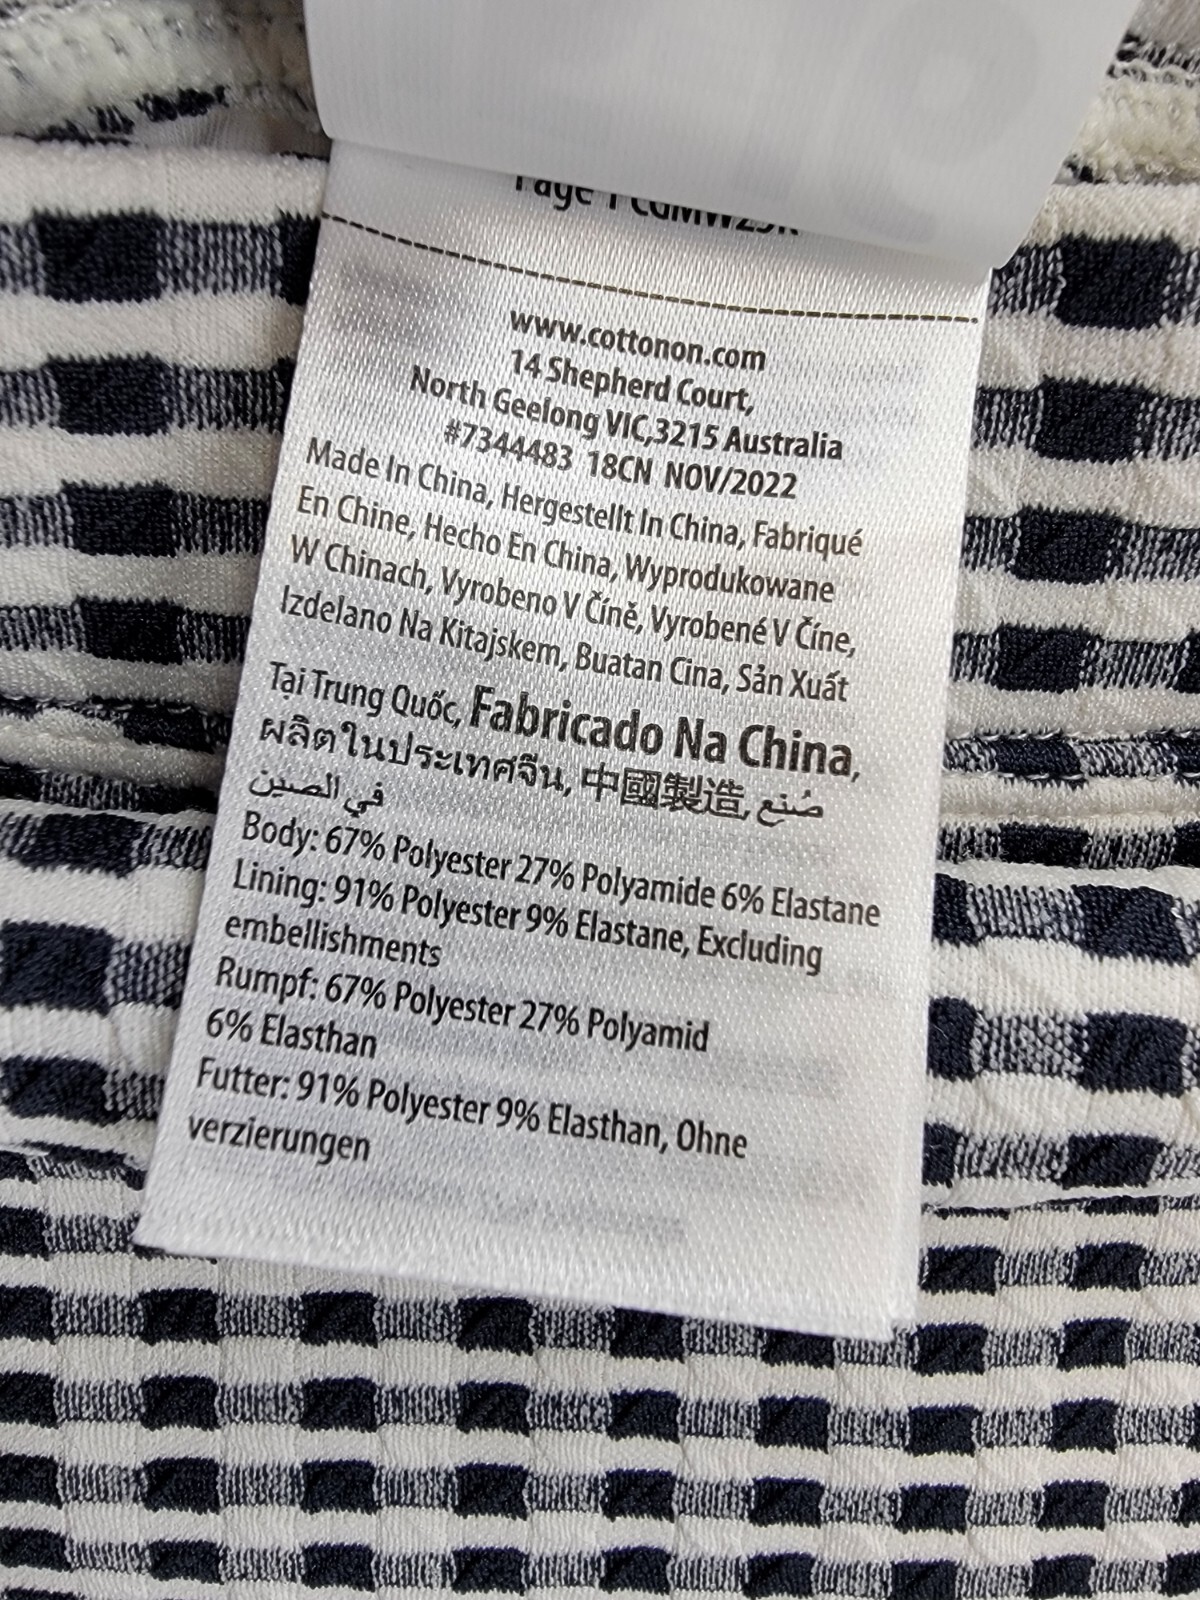 www.cottonon.com
14 Shepherd Court,
North Geelong VIC,3215 Australia
#7344483 18CN NOV/2022
Made In China, Hergestellt In China, Fabriqué
En Chine, Hecho En China, Wyprodukowane
W Chinach, Vyrobeno V Číně, Vyrobené V Číne,
Izdelano Na Kitajskem, Buatan Cina, Sản Xuất
Tại Trung Quốc, Fabricado Na China,
ผลิตในประเทศจีน, 中國製造, صُنع
في الصين
Body: 67% Polyester 27% Polyamide 6% Elastane
Lining: 91% Polyester 9% Elastane, Excluding
embellishments
Rumpf: 67% Polyester 27% Polyamid
6% Elasthan
Futter: 91% Polyester 9% Elasthan, Ohne
verzierungen